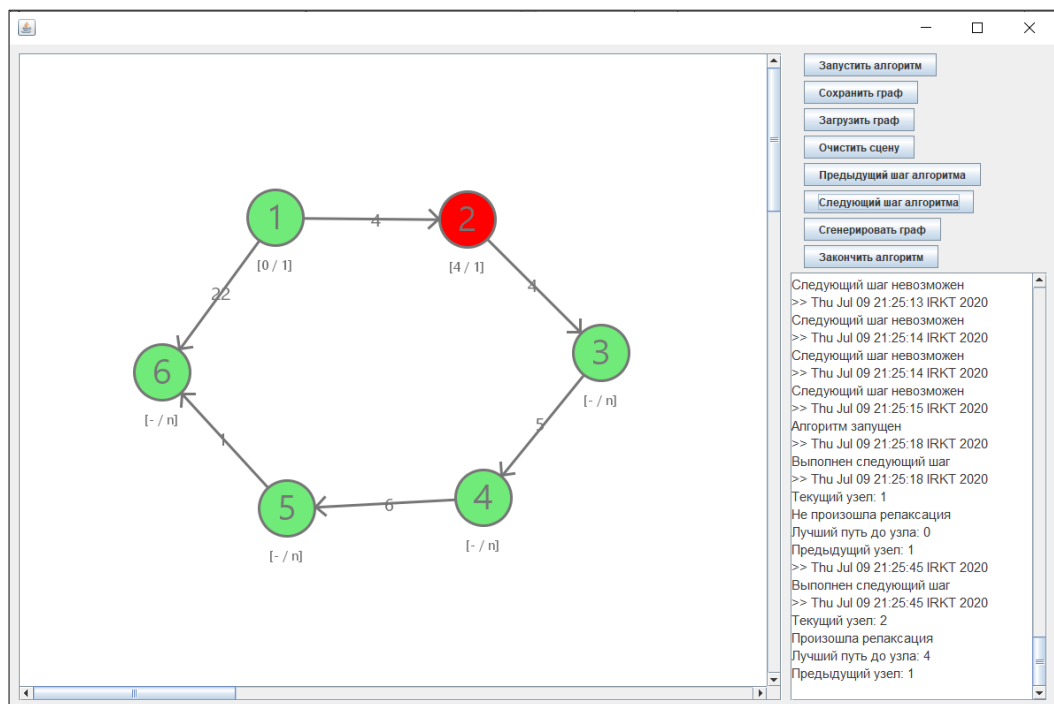 Запустить алгоритм
Сохранить граф
Загрузить граф
Очистить сцену
Предыдущий шаг алгоритма
Следующий шаг алгоритма
Сгенерировать граф
Закончить алгоритм
1
4
2
[0 / 1]
[4 / 1]
22
4
3
6
[- / n]
[- / n]
5
1
5
6
4
[- / n]
[- / n]
Следующий шаг невозможен
>> Thu Jul 09 21:25:13 IRKT 2020
Следующий шаг невозможен
>> Thu Jul 09 21:25:14 IRKT 2020
Следующий шаг невозможен
>> Thu Jul 09 21:25:14 IRKT 2020
Следующий шаг невозможен
>> Thu Jul 09 21:25:15 IRKT 2020
Алгоритм запущен
>> Thu Jul 09 21:25:18 IRKT 2020
Выполнен следующий шаг
>> Thu Jul 09 21:25:18 IRKT 2020
Текущий узел: 1
Не произошла релаксация
Лучший путь до узла: 0
Предыдущий узел: 1
>> Thu Jul 09 21:25:45 IRKT 2020
Выполнен следующий шаг
>> Thu Jul 09 21:25:45 IRKT 2020
Текущий узел: 2
Произошла релаксация
Лучший путь до узла: 4
Предыдущий узел: 1